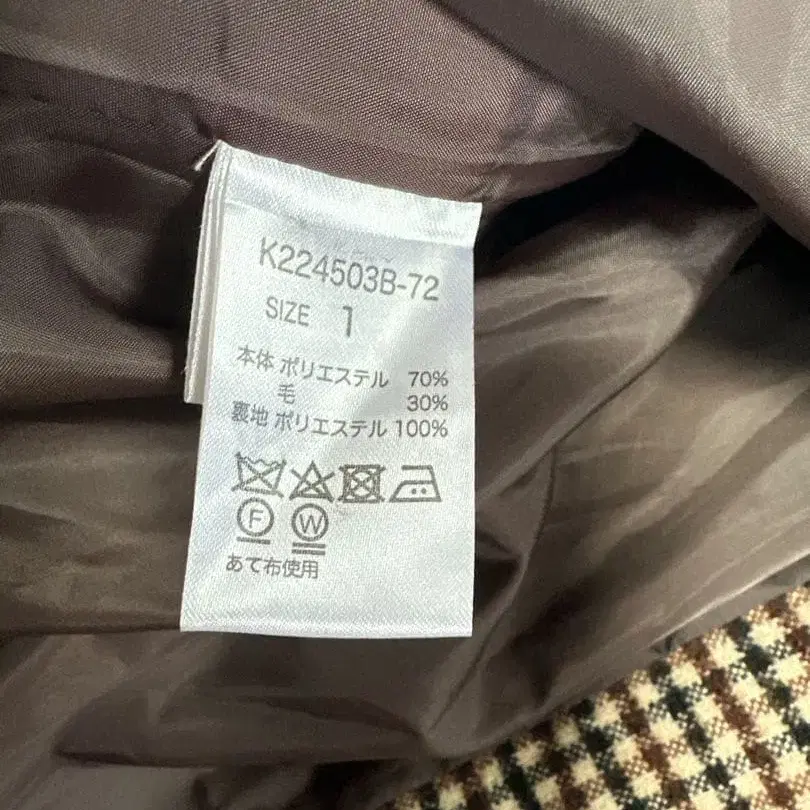 K224503B-72
SIZE 1
本体 ポリエステル 70%
毛 30%
裏地 ポリエステル 100%
F W
あて布使用